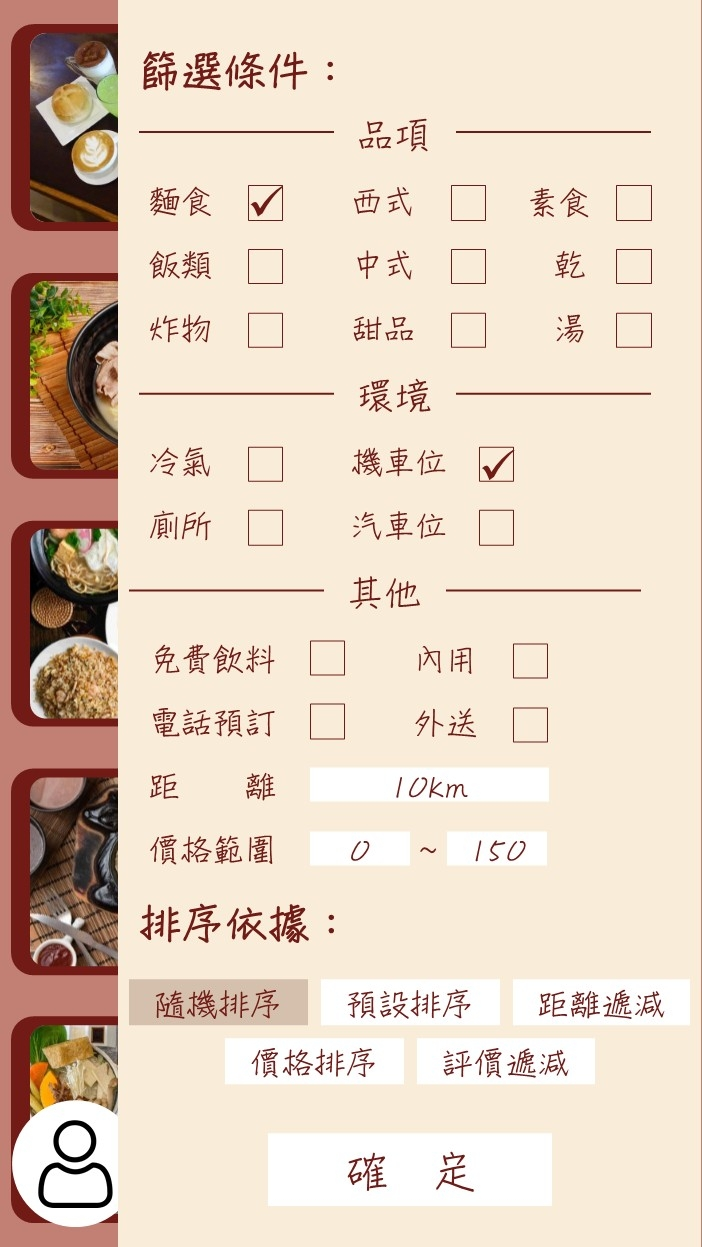 篩選條件：
品項
麵食 西式 素食
飯類 中式 乾
炸物 甜品 湯
環境
冷氣 機車位
廁所 汽車位
其他
免費飲料 內用
電話預訂 外送
距 離 10km
價格範圍 0 ~ 150
排序依據：
隨機排序 預設排序 距離遞減
價格排序 評價遞減
確 定